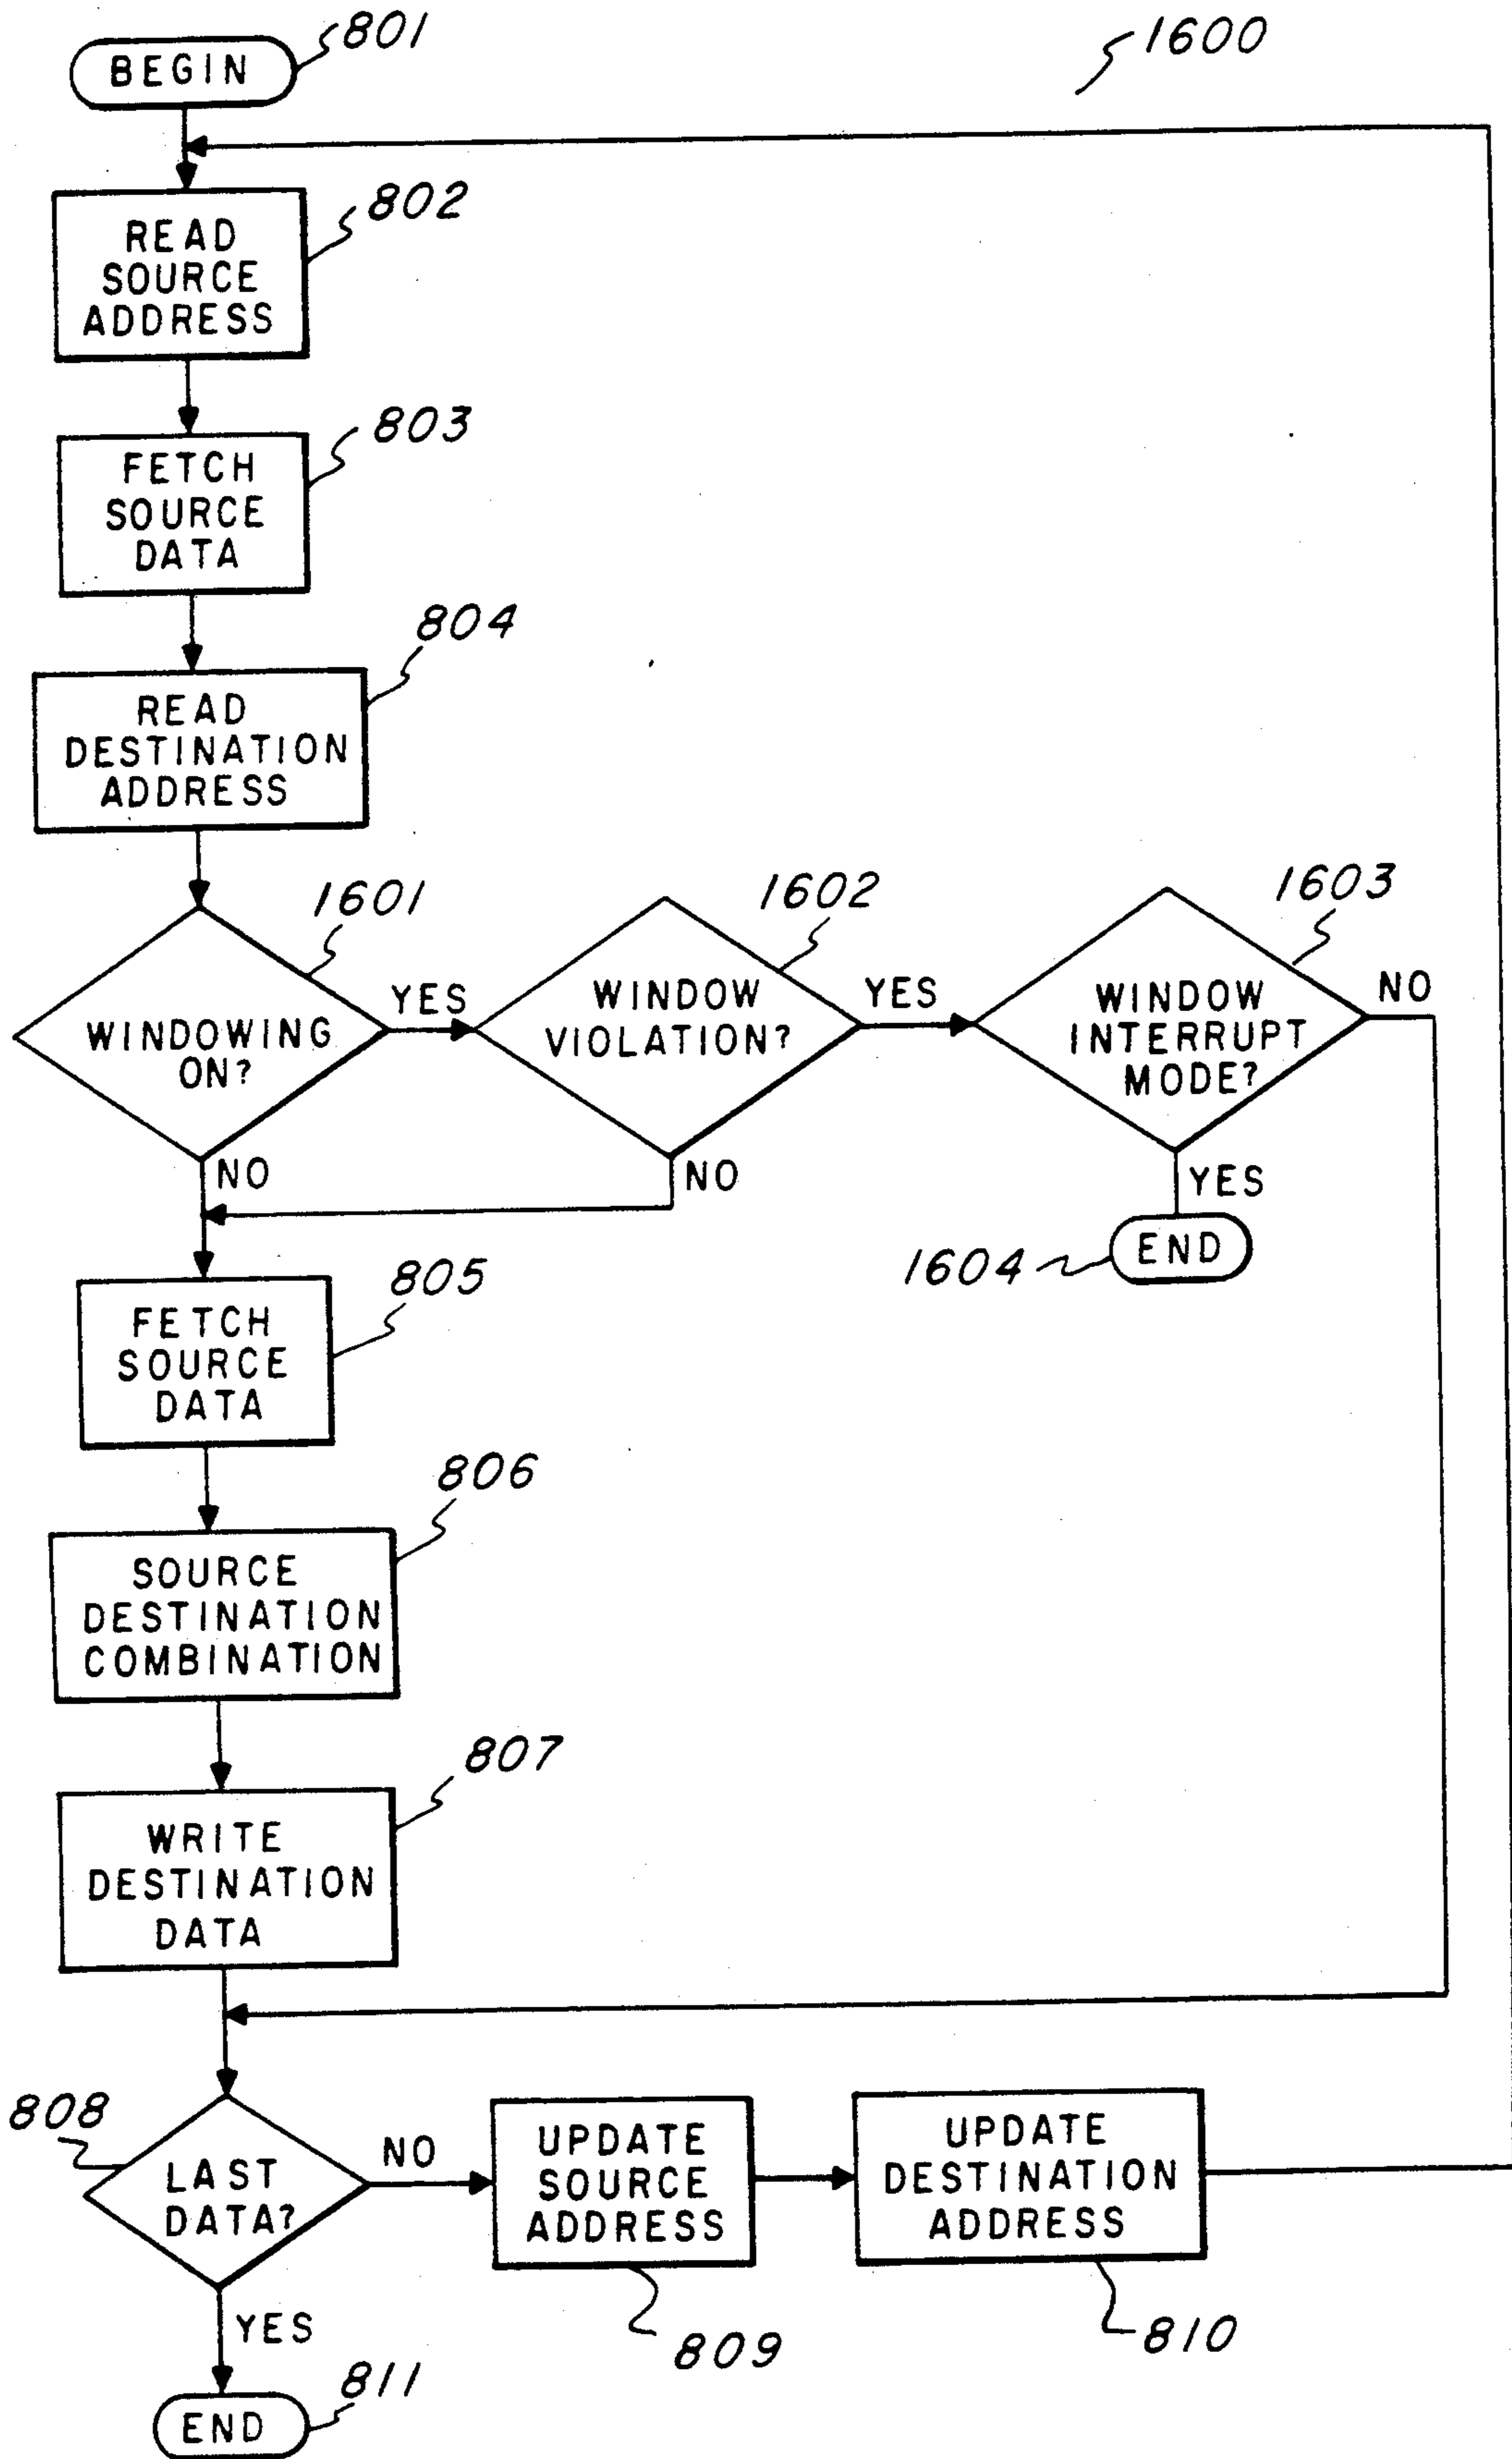 801
BEGIN
1600
802
READ
SOURCE
ADDRESS
803
FETCH
SOURCE
DATA
804
READ
DESTINATION
ADDRESS
1601
WINDOWING
ON?
YES
NO
1602
WINDOW
VIOLATION?
YES
NO
1603
WINDOW
INTERRUPT
MODE?
NO
YES
1604
END
805
FETCH
SOURCE
DATA
806
SOURCE
DESTINATION
COMBINATION
807
WRITE
DESTINATION
DATA
808
LAST
DATA?
NO
UPDATE
SOURCE
ADDRESS
809
UPDATE
DESTINATION
ADDRESS
810
YES
811
END